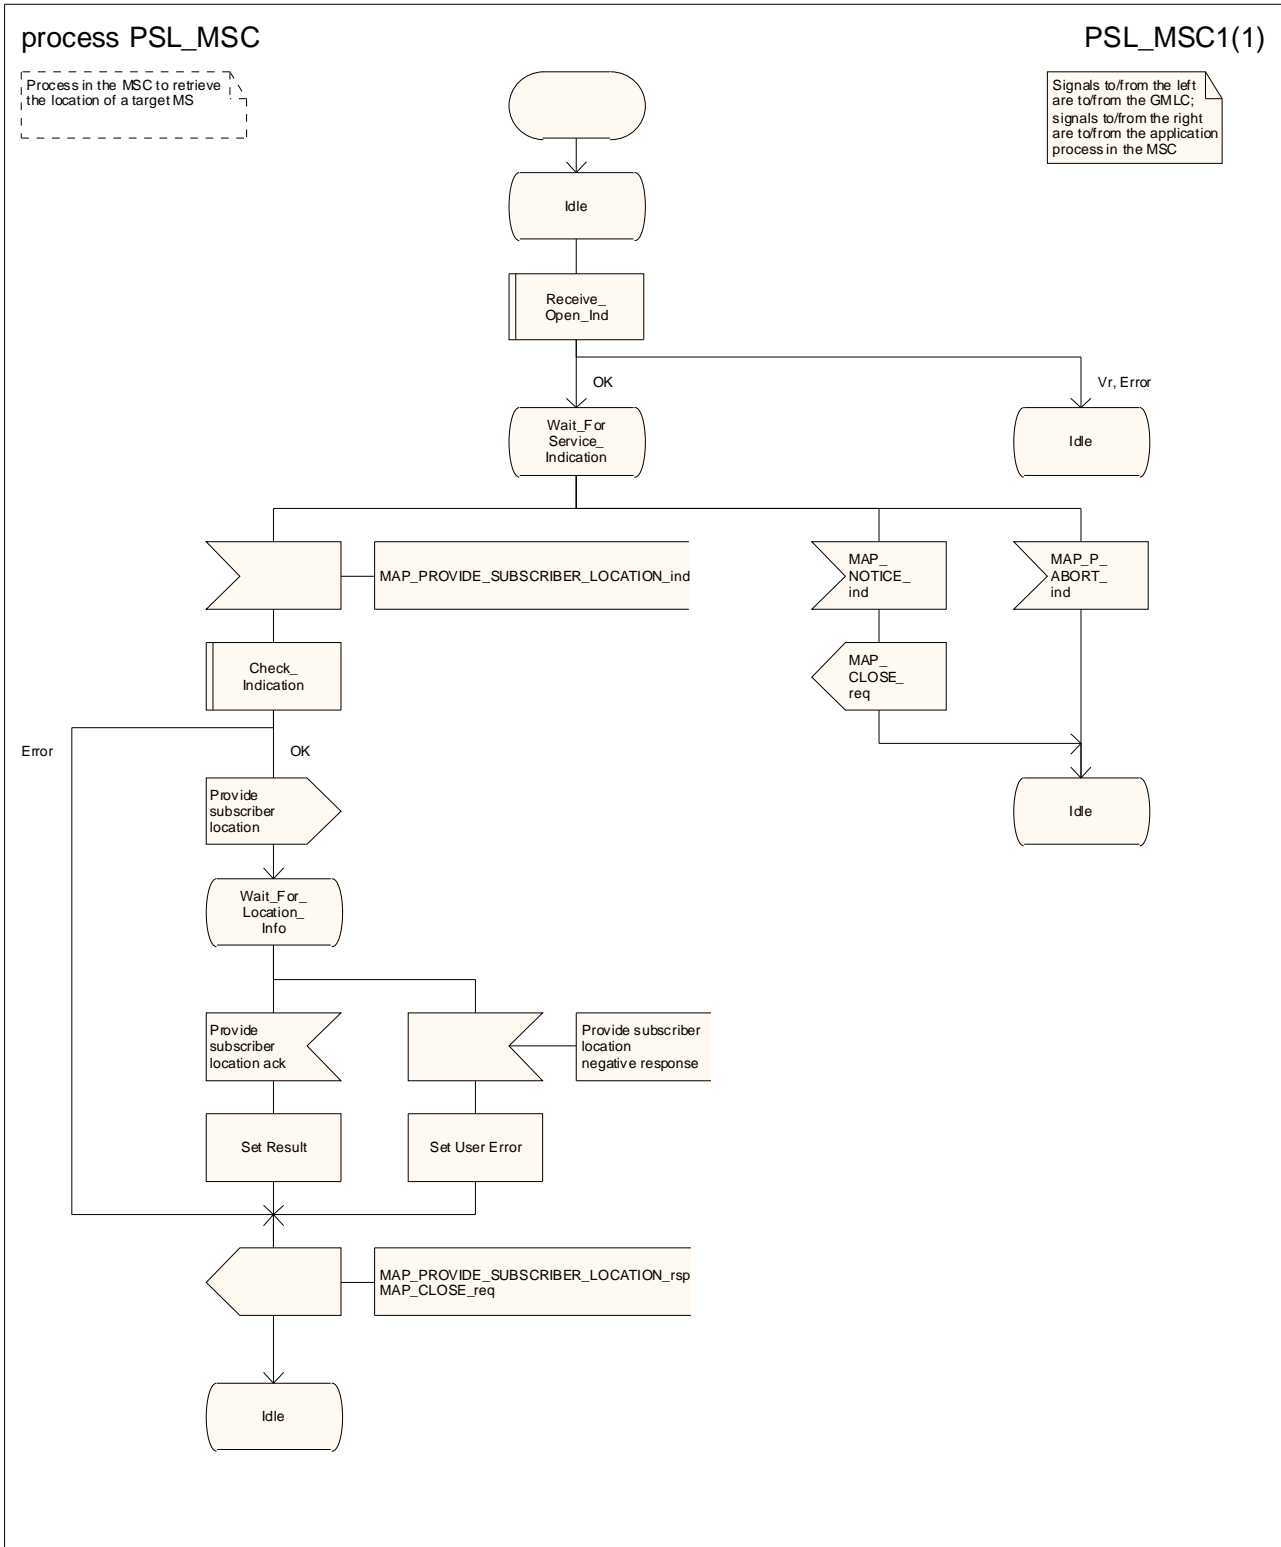 process PSL_MSC
PSL_MSC1(1)
Process in the MSC to retrieve
the location of a target MS
Signals to/from the left
are to/from the GMLC;
signals to/from the right
are to/from the application
process in the MSC
Idle
Receive_
Open_Ind
OK
Vr, Error
Wait_For
Service_
Indication
Idle
MAP_PROVIDE_SUBSCRIBER_LOCATION_ind
MAP_
NOTICE_
ind
MAP_P_
ABORT_
ind
Check_
Indication
MAP_
CLOSE_
req
Error
OK
Provide
subscriber
location
Idle
Wait_For_
Location_
Info
Provide
subscriber
location ack
Provide subscriber
location
negative response
Set Result
Set User Error
MAP_PROVIDE_SUBSCRIBER_LOCATION_rsp
MAP_CLOSE_req
Idle